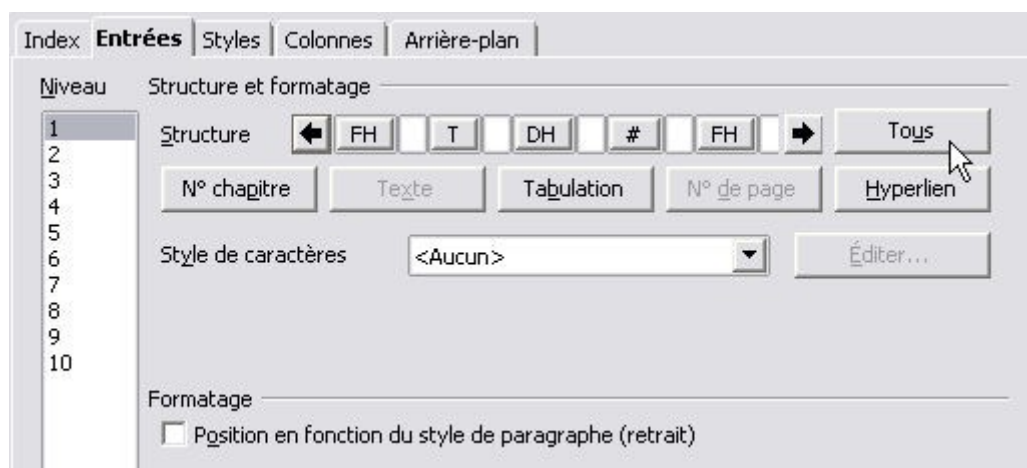 Index Entrées Styles Colonnes Arrière-plan
Niveau Structure et formatage
1 Structure FH T DH # FH Tous
2
3 N° chapitre Texte Tabulation N° de page Hyperlien
4
5
6 Style de caractères <Aucun> Éditer...
7
8
9
10
Formatage
Position en fonction du style de paragraphe (retrait)